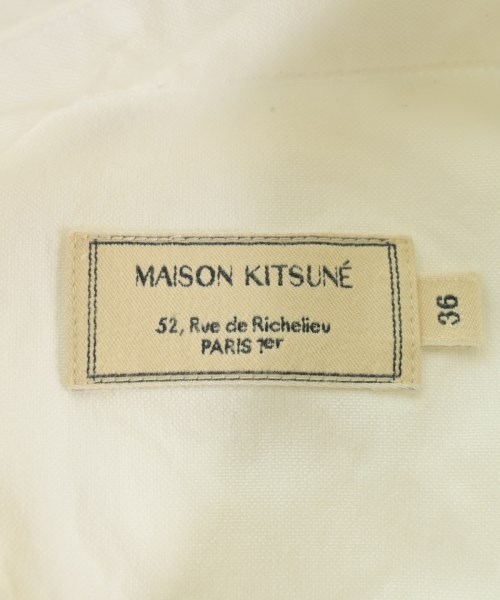 MAISON KITSUNÉ
52, Rue de Richelieu
PARIS 1er
36